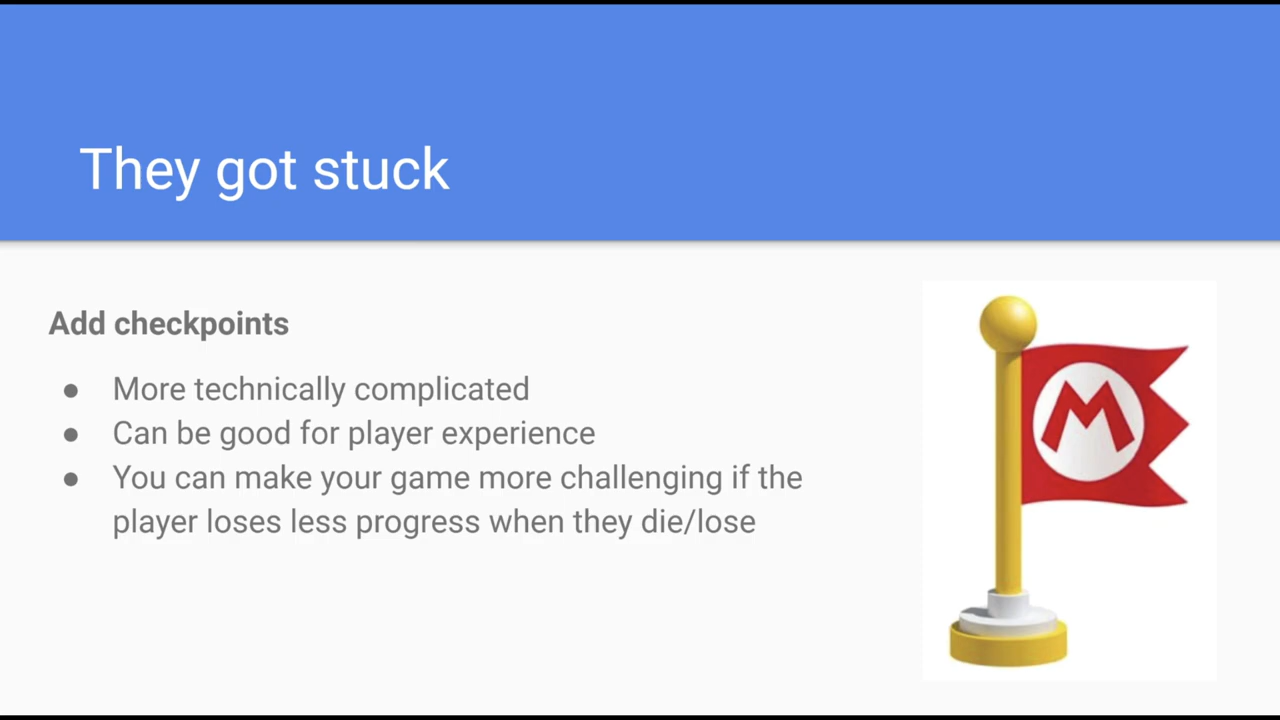 They got stuck
Add checkpoints
● More technically complicated
● Can be good for player experience
● You can make your game more challenging if the
player loses less progress when they die/lose
M